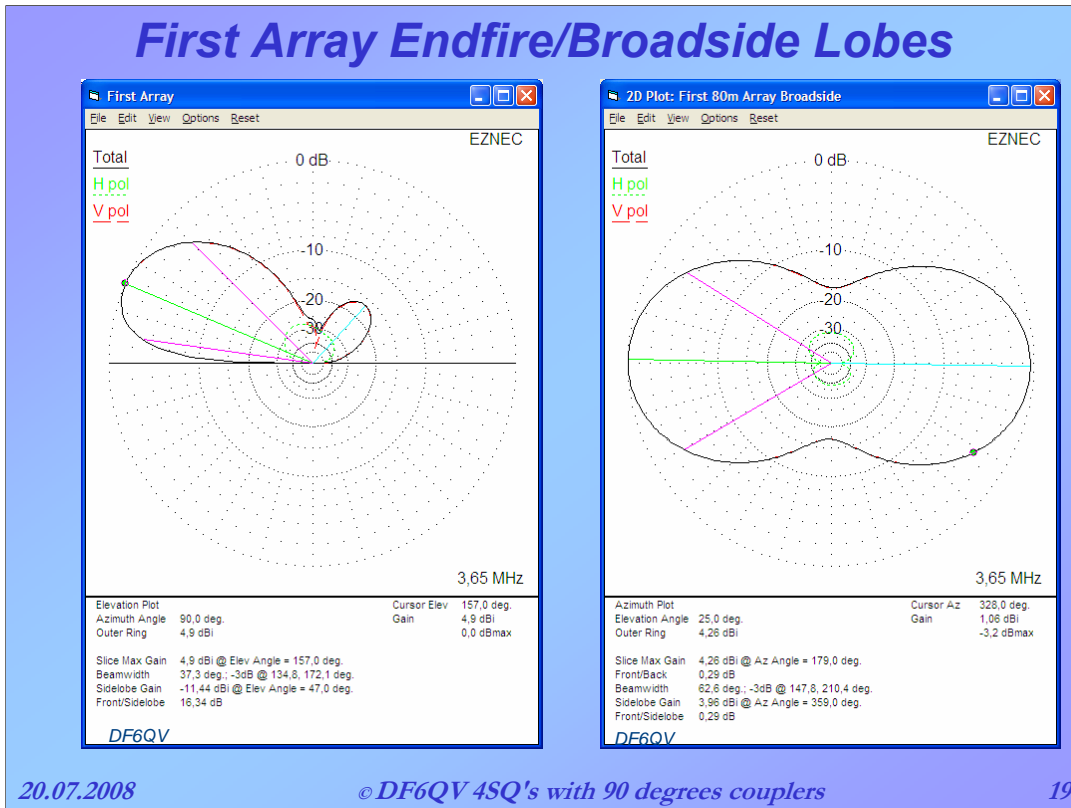 First Array Endfire/Broadside Lobes
First Array
File Edit View Options Reset
EZNEC
Total
H pol
V pol
0 dB
-10
-20
-30
3,65 MHz
Elevation Plot
Azimuth Angle 90,0 deg.
Outer Ring 4,9 dBi
Cursor Elev 157,0 deg.
Gain 4,9 dBi
0,0 dBmax
Slice Max Gain 4,9 dBi @ Elev Angle = 157,0 deg.
Beamwidth 37,3 deg.; -3dB @ 134,8, 172,1 deg.
Sidelobe Gain -11,44 dBi @ Elev Angle = 47,0 deg.
Front/Sidelobe 16,34 dB
DF6QV
2D Plot: First 80m Array Broadside
File Edit View Options Reset
EZNEC
Total
H pol
V pol
0 dB
-10
-20
-30
3,65 MHz
Azimuth Plot
Elevation Angle 25,0 deg.
Outer Ring 4,26 dBi
Cursor Az 328,0 deg.
Gain 1,06 dBi
-3,2 dBmax
Slice Max Gain 4,26 dBi @ Az Angle = 179,0 deg.
Front/Back 0,29 dB
Beamwidth 62,6 deg.; -3dB @ 147,8, 210,4 deg.
Sidelobe Gain 3,96 dBi @ Az Angle = 359,0 deg.
Front/Sidelobe 0,29 dB
DF6QV
20.07.2008
© DF6QV 4SQ's with 90 degrees couplers
19